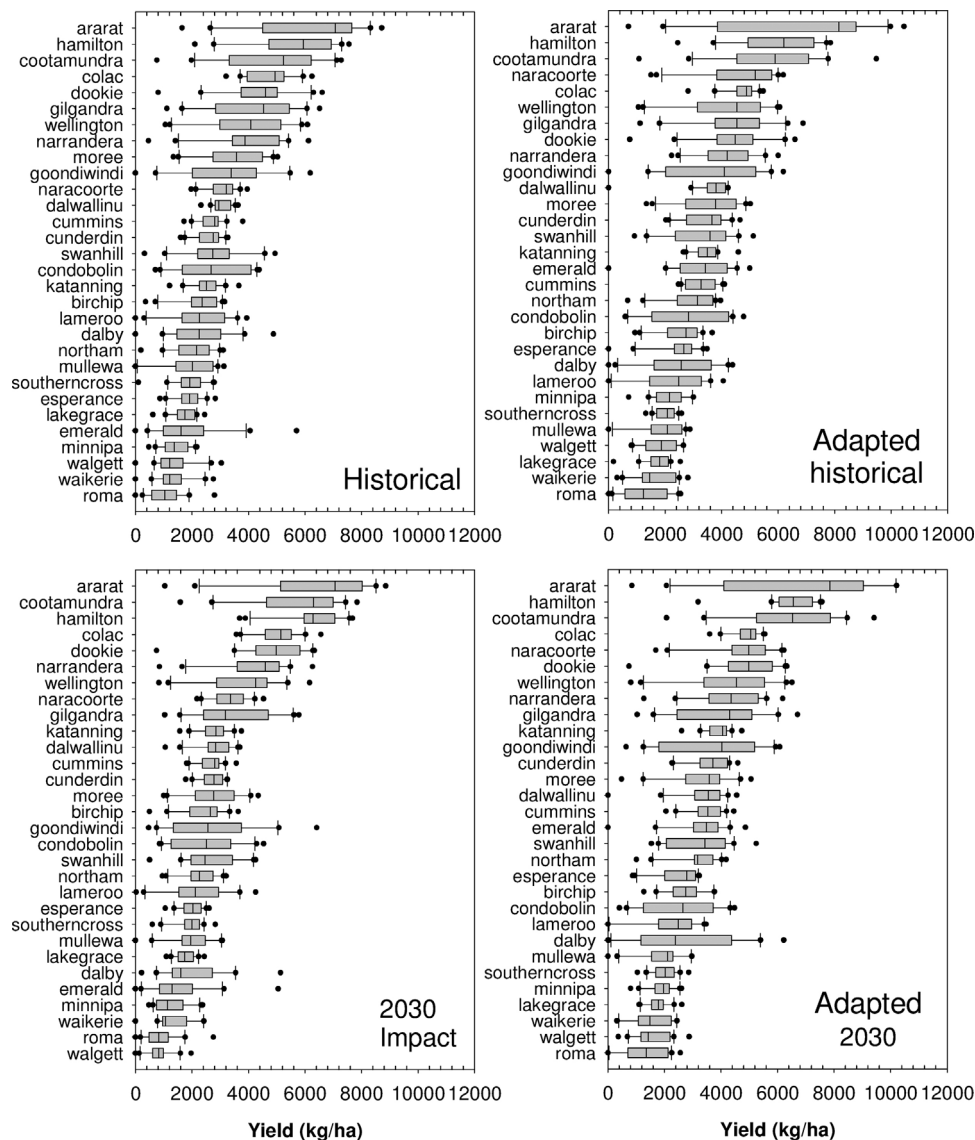 ararat
hamilton
cootamundra
colac
dookie
gilgandra
wellington
narrandera
moree
goondiwindi
naracoorte
dalwallinu
cummins
cunderdin
swanhill
condobolin
katanning
birchip
lameroo
dalby
northam
mullewa
southerncross
esperance
lakegrace
emerald
minnipa
walgett
waikerie
roma
Historical
0 2000 4000 6000 8000 10000 12000
ararat
hamilton
cootamundra
naracoorte
colac
wellington
gilgandra
dookie
narrandera
goondiwindi
dalwallinu
moree
cunderdin
swanhill
katanning
emerald
cummins
northam
condobolin
birchip
esperance
dalby
lameroo
minnipa
southerncross
mullewa
walgett
lakegrace
waikerie
roma
Adapted
historical
0 2000 4000 6000 8000 10000 12000
ararat
cootamundra
hamilton
colac
dookie
narrandera
wellington
naracoorte
gilgandra
katanning
dalwallinu
cummins
cunderdin
moree
birchip
goondiwindi
condobolin
swanhill
northam
lameroo
esperance
southerncross
mullewa
lakegrace
dalby
emerald
minnipa
waikerie
roma
walgett
2030
Impact
0 2000 4000 6000 8000 10000 12000
Yield (kg/ha)
ararat
hamilton
cootamundra
colac
naracoorte
dookie
wellington
narrandera
gilgandra
katanning
goondiwindi
cunderdin
moree
dalwallinu
cummins
emerald
swanhill
northam
esperance
birchip
condobolin
lameroo
dalby
mullewa
southerncross
minnipa
lakegrace
waikerie
walgett
roma
Adapted
2030
0 2000 4000 6000 8000 10000 12000
Yield (kg/ha)